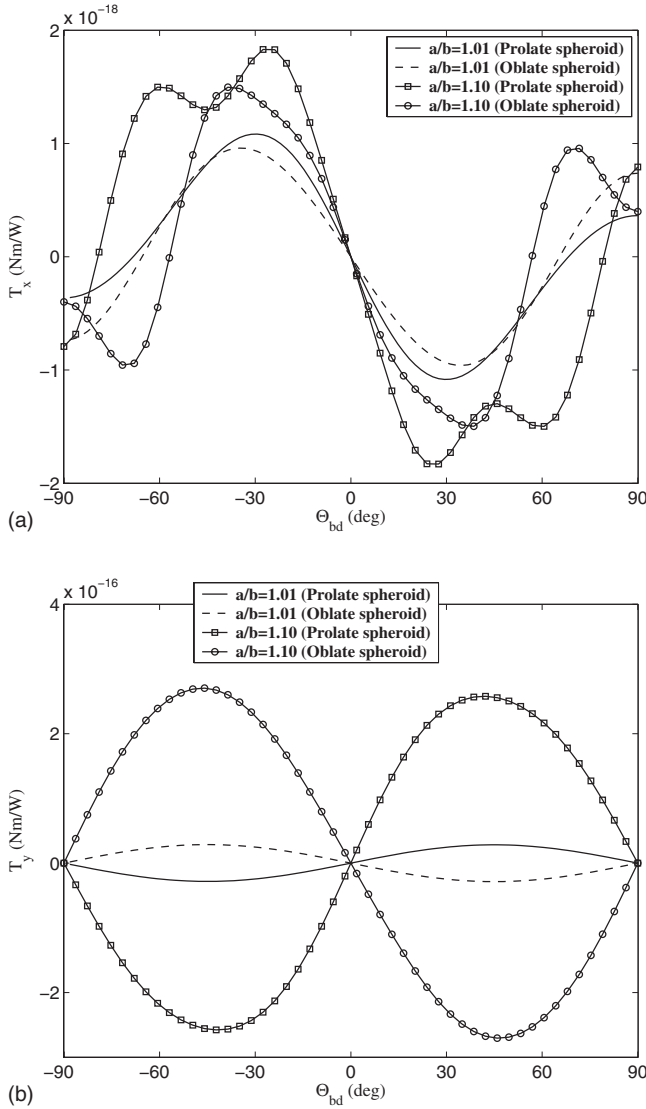 x 10⁻¹⁸
2
1
0
−1
−2
T_x (Nm/W)
a/b=1.01 (Prolate spheroid)
a/b=1.01 (Oblate spheroid)
a/b=1.10 (Prolate spheroid)
a/b=1.10 (Oblate spheroid)
−90 −60 −30 0 30 60 90
(a)
Θ_bd (deg)
x 10⁻¹⁶
4
2
0
−2
T_y (Nm/W)
a/b=1.01 (Prolate spheroid)
a/b=1.01 (Oblate spheroid)
a/b=1.10 (Prolate spheroid)
a/b=1.10 (Oblate spheroid)
−90 −60 −30 0 30 60 90
(b)
Θ_bd (deg)